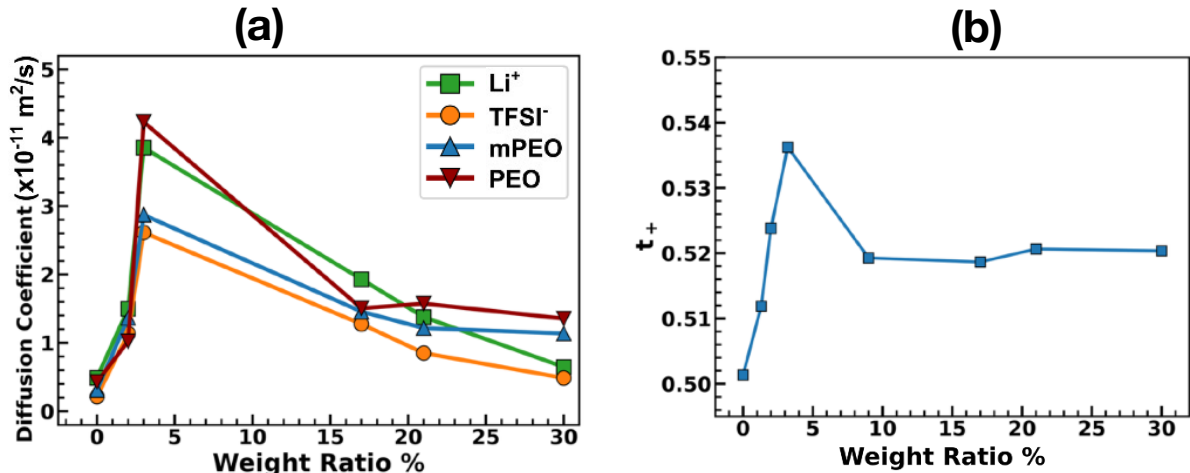 (a)
Diffusion Coefficient (x10⁻¹¹ m²/s)
5
4
3
2
1
0
Li⁺
TFSI⁻
mPEO
PEO
0 5 10 15 20 25 30
Weight Ratio %
(b)
t₊
0.55
0.54
0.53
0.52
0.51
0.50
0 5 10 15 20 25 30
Weight Ratio %